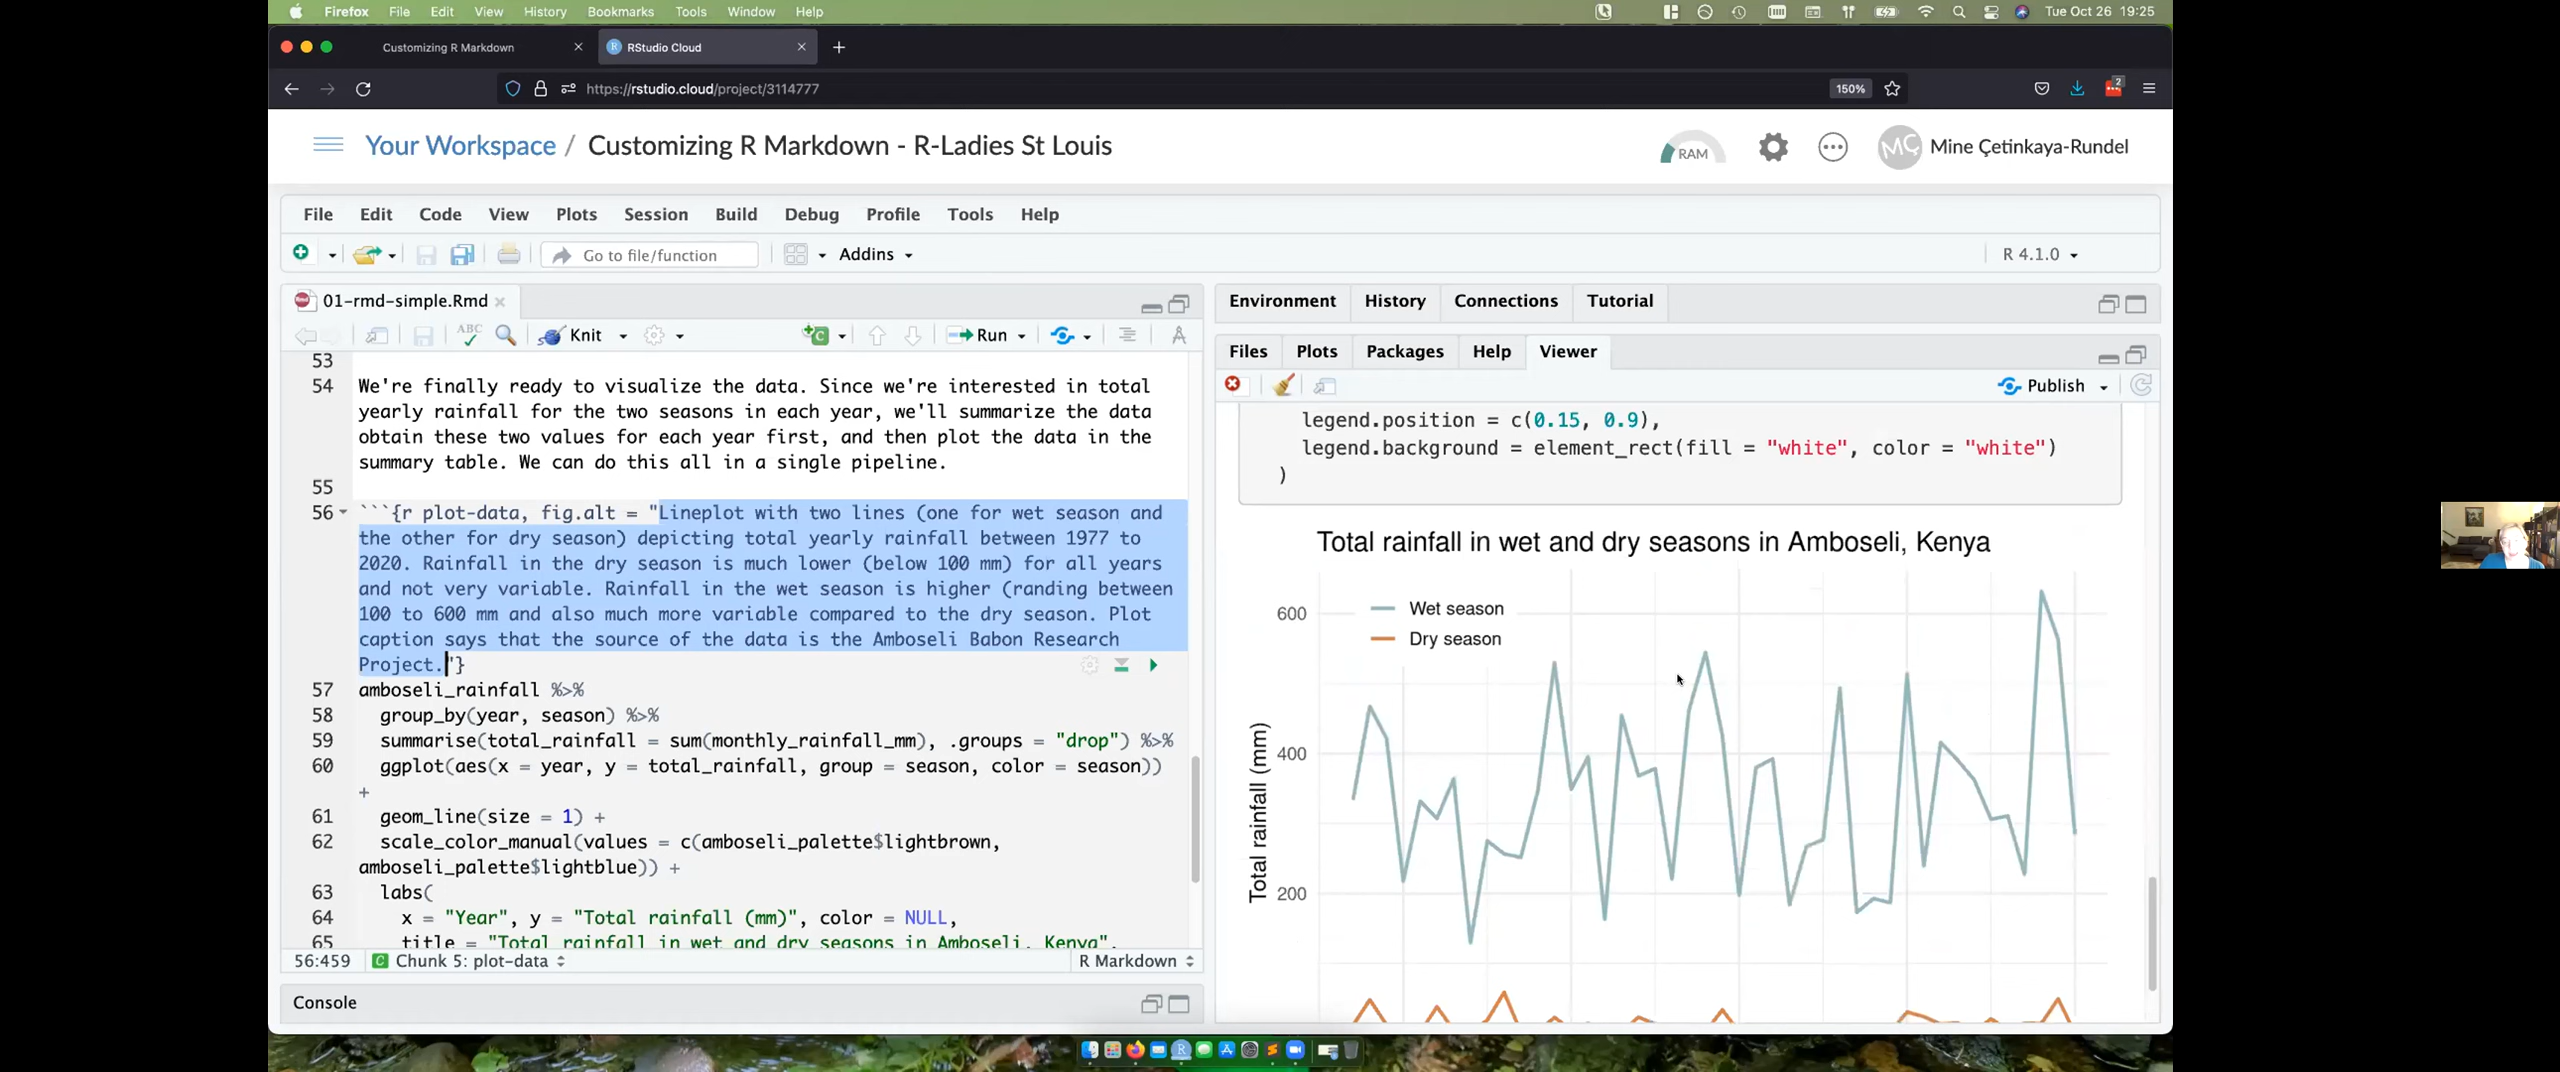 Firefox File Edit View History Bookmarks Tools Window Help Tue Oct 26 19:25
Customizing R Markdown RStudio Cloud
https://rstudio.cloud/project/3114777 150% 2
Your Workspace / Customizing R Markdown - R-Ladies St Louis RAM MÇ Mine Çetinkaya-Rundel
File Edit Code View Plots Session Build Debug Profile Tools Help
Go to file/function Addins R 4.1.0
01-rmd-simple.Rmd
ABC Knit Run
53
54 We're finally ready to visualize the data. Since we're interested in total
yearly rainfall for the two seasons in each year, we'll summarize the data
obtain these two values for each year first, and then plot the data in the
summary table. We can do this all in a single pipeline.
55
56 ```{r plot-data, fig.alt = "Lineplot with two lines (one for wet season and
the other for dry season) depicting total yearly rainfall between 1977 to
2020. Rainfall in the dry season is much lower (below 100 mm) for all years
and not very variable. Rainfall in the wet season is higher (randing between
100 to 600 mm and also much more variable compared to the dry season. Plot
caption says that the source of the data is the Amboseli Babon Research
Project."}
57 amboseli_rainfall %>%
58 group_by(year, season) %>%
59 summarise(total_rainfall = sum(monthly_rainfall_mm), .groups = "drop") %>%
60 ggplot(aes(x = year, y = total_rainfall, group = season, color = season))
+
61 geom_line(size = 1) +
62 scale_color_manual(values = c(amboseli_palette$lightbrown,
amboseli_palette$lightblue)) +
63 labs(
64 x = "Year", y = "Total rainfall (mm)", color = NULL,
65 title = "Total rainfall in wet and dry seasons in Amboseli, Kenya",
56:459 Chunk 5: plot-data R Markdown
Console
Environment History Connections Tutorial
Files Plots Packages Help Viewer
Publish
legend.position = c(0.15, 0.9),
legend.background = element_rect(fill = "white", color = "white")
)
Total rainfall in wet and dry seasons in Amboseli, Kenya
Wet season
Dry season
600
400
200
Total rainfall (mm)